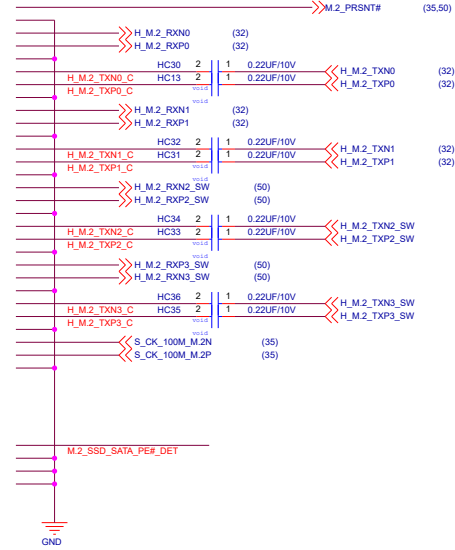 M.2_PRSNT# (35,50)
H_M.2_RXN0 (32)
H_M.2_RXP0 (32)
HC30 2 1 0.22UF/10V H_M.2_TXN0 (32)
H_M.2_TXN0_C HC13 2 1 0.22UF/10V H_M.2_TXP0 (32)
void
H_M.2_TXP0_C
void
H_M.2_RXN1 (32)
H_M.2_RXP1 (32)
HC32 2 1 0.22UF/10V H_M.2_TXN1 (32)
H_M.2_TXN1_C HC31 2 1 0.22UF/10V H_M.2_TXP1 (32)
void
H_M.2_TXP1_C
void
H_M.2_RXN2_SW (50)
H_M.2_RXP2_SW (50)
HC34 2 1 0.22UF/10V H_M.2_TXN2_SW
H_M.2_TXN2_C HC33 2 1 0.22UF/10V H_M.2_TXP2_SW
void
H_M.2_TXP2_C
void
H_M.2_RXP3_SW (50)
H_M.2_RXN3_SW (50)
HC36 2 1 0.22UF/10V H_M.2_TXN3_SW
H_M.2_TXN3_C HC35 2 1 0.22UF/10V H_M.2_TXP3_SW
void
H_M.2_TXP3_C
void
S_CK_100M_M.2N (35)
S_CK_100M_M.2P (35)
M.2_SSD_SATA_PE#_DET
GND